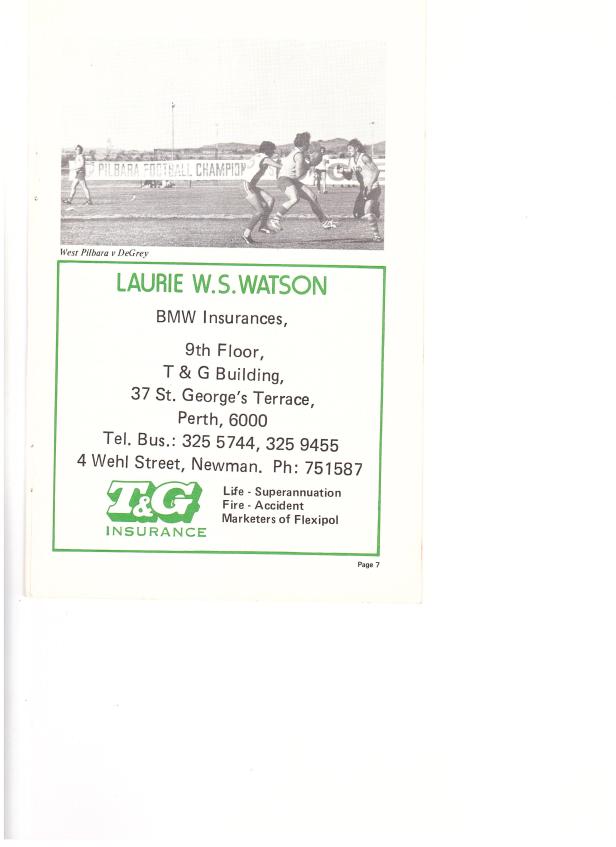 PILBARA FOOTBALL CHAMPION
West Pilbara v DeGrey
LAURIE W.S.WATSON
BMW Insurances,
9th Floor,
T & G Building,
37 St. George's Terrace,
Perth, 6000
Tel. Bus.: 325 5744, 325 9455
4 Wehl Street, Newman. Ph: 751587
T&G
INSURANCE
Life - Superannuation
Fire - Accident
Marketers of Flexipol
Page 7